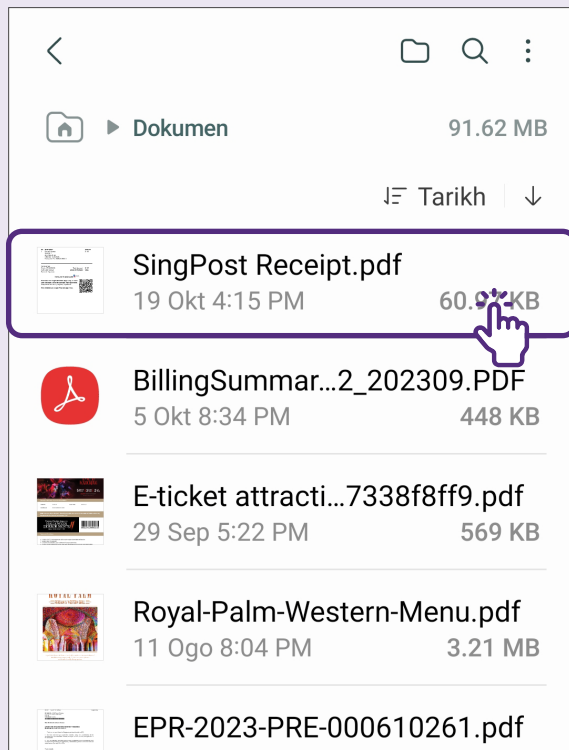 Dokumen 91.62 MB
Tarikh
SingPost Receipt.pdf
19 Okt 4:15 PM KB
BillingSummar...2_202309.PDF
5 Okt 8:34 PM 448 KB
E-ticket attracti...7338f8ff9.pdf
29 Sep 5:22 PM 569 KB
Royal-Palm-Western-Menu.pdf
11 Ogo 8:04 PM 3.21 MB
EPR-2023-PRE-000610261.pdf